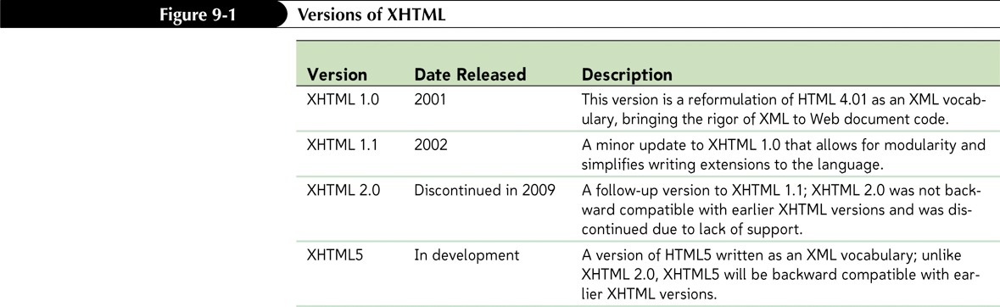 Figure 9-1 Versions of XHTML
Version Date Released Description
XHTML 1.0 2001 This version is a reformulation of HTML 4.01 as an XML vocab-
ulary, bringing the rigor of XML to Web document code.
XHTML 1.1 2002 A minor update to XHTML 1.0 that allows for modularity and
simplifies writing extensions to the language.
XHTML 2.0 Discontinued in 2009 A follow-up version to XHTML 1.1; XHTML 2.0 was not back-
ward compatible with earlier XHTML versions and was dis-
continued due to lack of support.
XHTML5 In development A version of HTML5 written as an XML vocabulary; unlike
XHTML 2.0, XHTML5 will be backward compatible with ear-
lier XHTML versions.